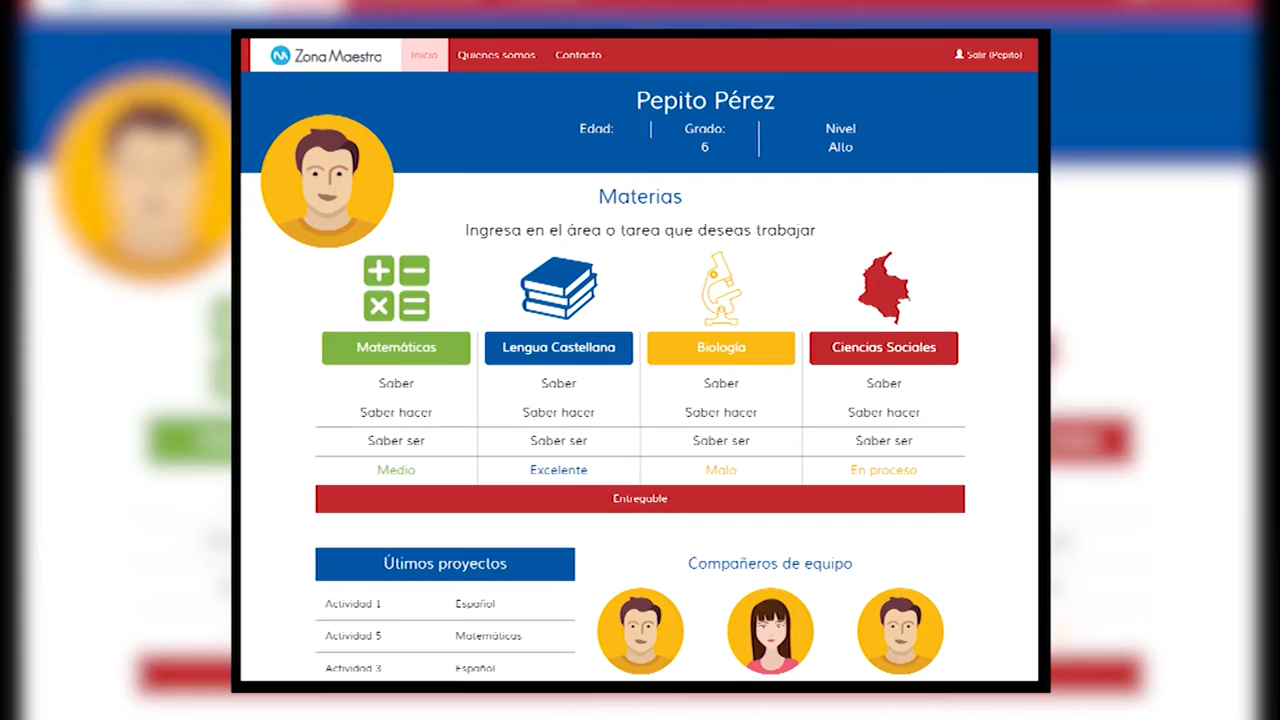 Zona Maestra
Inicio
Quienes somos
Contacto
Salir (Pepito)
Pepito Pérez
Edad:
Grado:
6
Nivel
Alto
Materias
Ingresa en el área o tarea que deseas trabajar
Matemáticas
Lengua Castellana
Biología
Ciencias Sociales
Saber
Saber
Saber
Saber
Saber hacer
Saber hacer
Saber hacer
Saber hacer
Saber ser
Saber ser
Saber ser
Saber ser
Medio
Excelente
Malo
En proceso
Entregable
Útimos proyectos
Actividad 1
Español
Actividad 5
Matemáticas
Actividad 3
Español
Compañeros de equipo